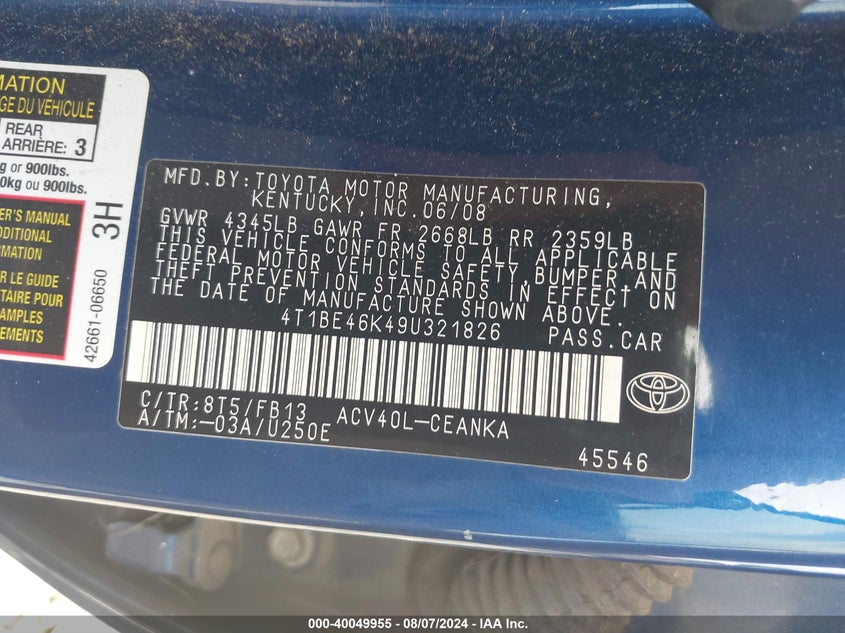 MATION
GE DU VÉHICULE
REAR
ARRIÈRE: 3
g or 900lbs.
0kg ou 900lbs.
ER'S MANUAL
ADDITIONAL
ORMATION
R LE GUIDE
TAIRE POUR
S DE
EMENTS
3H
42661-06650
MFD.BY:TOYOTA MOTOR MANUFACTURING,
KENTUCKY,INC.06/08
GVWR 4345LB GAWR FR 2668LB RR 2359LB
THIS VEHICLE CONFORMS TO ALL APPLICABLE
FEDERAL MOTOR VEHICLE SAFETY,BUMPER,AND
THEFT PREVENTION STANDARDS IN EFFECT ON
THE DATE OF MANUFACTURE SHOWN ABOVE.
4T1BE46K49U321826 PASS.CAR
C/TR:8T5/FB13 ACV40L-CEANKA
A/TM:-03A/U250E
45546
000-40049955 - 08/07/2024 - IAA Inc.